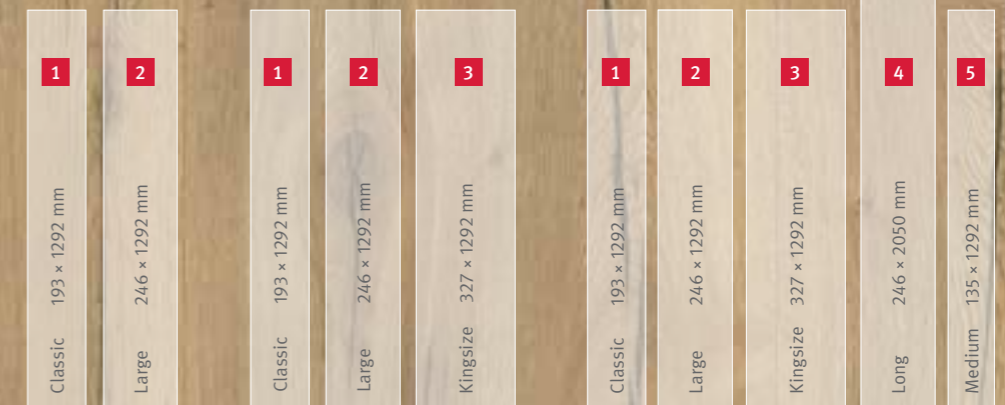 1
Classic 193 × 1292 mm
2
Large 246 × 1292 mm
1
Classic 193 × 1292 mm
2
Large 246 × 1292 mm
3
Kingsize 327 × 1292 mm
1
Classic 193 × 1292 mm
2
Large 246 × 1292 mm
3
Kingsize 327 × 1292 mm
4
Long 246 × 2050 mm
5
Medium 135 × 1292 mm